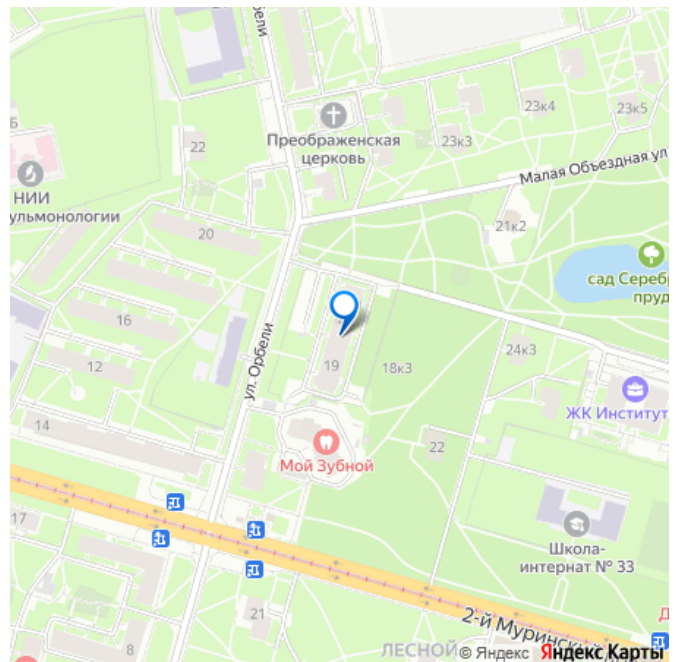 бели
23к4
23к5
Преображенская
церковь
23к3
22
Малая Объездная ул
Б
НИИ
ульмонологии
21к2
20
сад Сереб
пруд
16
ул. Орбели
19
18к3
24к3
12
ЖК Институт
14
22
Мой Зубной
17
Школа-
интернат № 33
21
2-й Муринский
8
ЛЕСНОЙ
© Яндекс Яндекс Карты